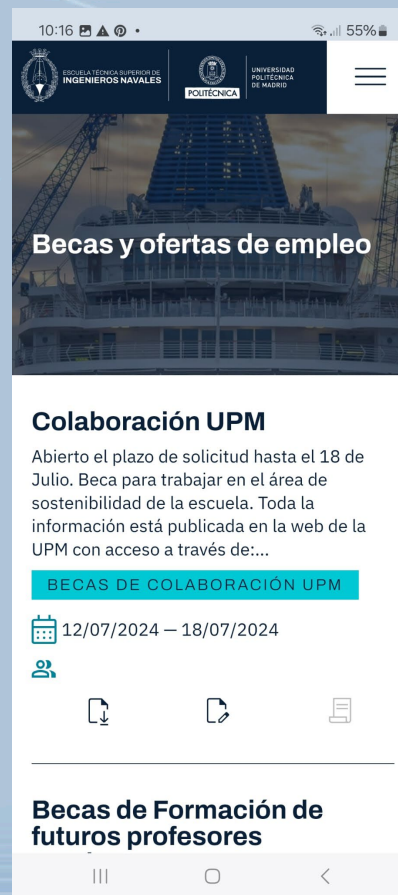 10:16
55%
ESCUELA TÉCNICA SUPERIOR DE
INGENIEROS NAVALES
POLITÉCNICA
UNIVERSIDAD
POLITÉCNICA
DE MADRID
Becas y ofertas de empleo
Colaboración UPM
Abierto el plazo de solicitud hasta el 18 de
Julio. Beca para trabajar en el área de
sostenibilidad de la escuela. Toda la
información está publicada en la web de la
UPM con acceso a través de:...
BECAS DE COLABORACIÓN UPM
12/07/2024 — 18/07/2024
Becas de Formación de
futuros profesores